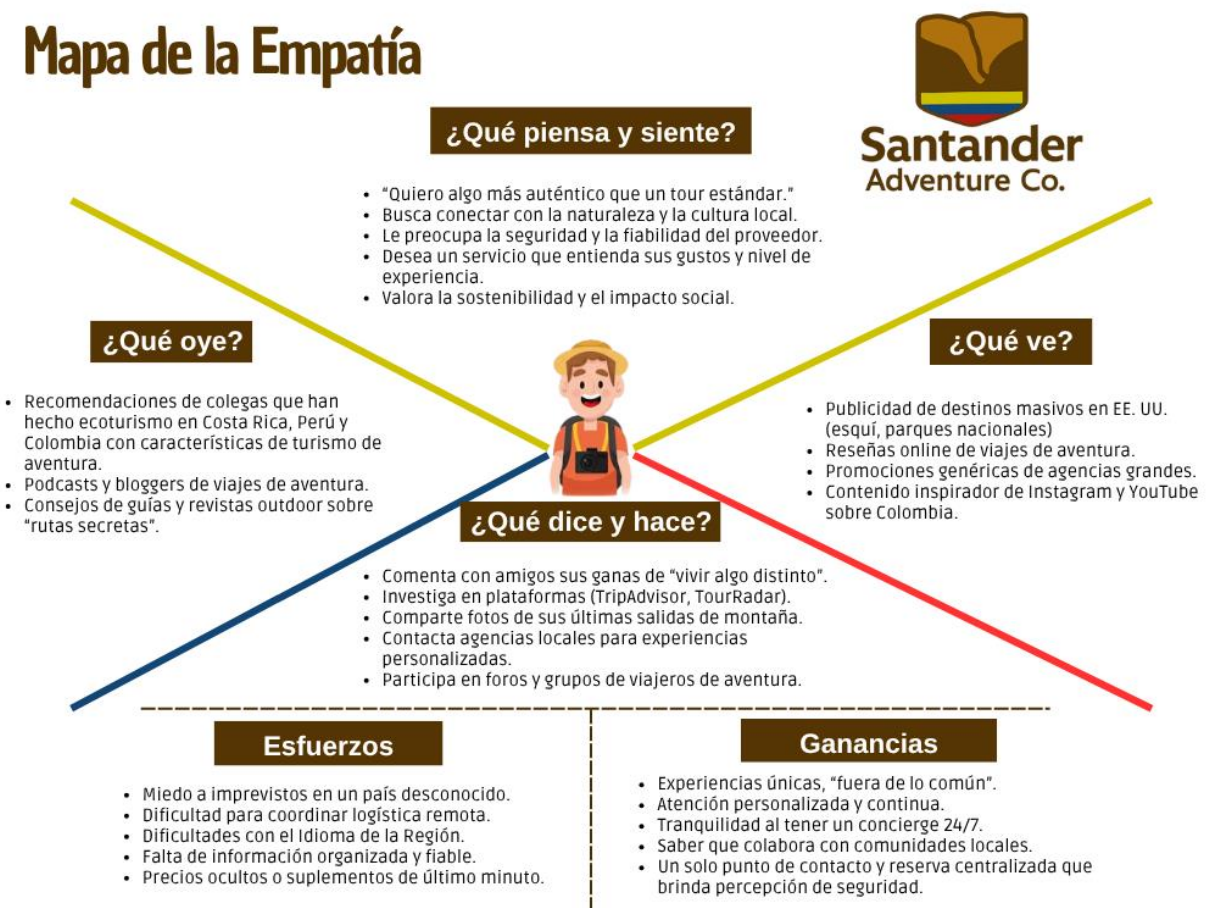 Mapa de la Empatía
Santander
Adventure Co.
¿Qué piensa y siente?
• “Quiero algo más auténtico que un tour estándar.”
• Busca conectar con la naturaleza y la cultura local.
• Le preocupa la seguridad y la fiabilidad del proveedor.
• Desea un servicio que entienda sus gustos y nivel de
experiencia.
• Valora la sostenibilidad y el impacto social.
¿Qué oye?
• Recomendaciones de colegas que han
hecho ecoturismo en Costa Rica, Perú y
Colombia con características de turismo de
aventura.
• Podcasts y bloggers de viajes de aventura.
• Consejos de guías y revistas outdoor sobre
“rutas secretas”.
¿Qué ve?
• Publicidad de destinos masivos en EE. UU.
(esquí, parques nacionales)
• Reseñas online de viajes de aventura.
• Promociones genéricas de agencias grandes.
• Contenido inspirador de Instagram y YouTube
sobre Colombia.
¿Qué dice y hace?
• Comenta con amigos sus ganas de “vivir algo distinto”.
• Investiga en plataformas (TripAdvisor, TourRadar).
• Comparte fotos de sus últimas salidas de montaña.
• Contacta agencias locales para experiencias
personalizadas.
• Participa en foros y grupos de viajeros de aventura.
Esfuerzos
• Miedo a imprevistos en un país desconocido.
• Dificultad para coordinar logística remota.
• Dificultades con el Idioma de la Región.
• Falta de información organizada y fiable.
• Precios ocultos o suplementos de último minuto.
Ganancias
• Experiencias únicas, “fuera de lo común”.
• Atención personalizada y continua.
• Tranquilidad al tener un concierge 24/7.
• Saber que colabora con comunidades locales.
• Un solo punto de contacto y reserva centralizada que
brinda percepción de seguridad.